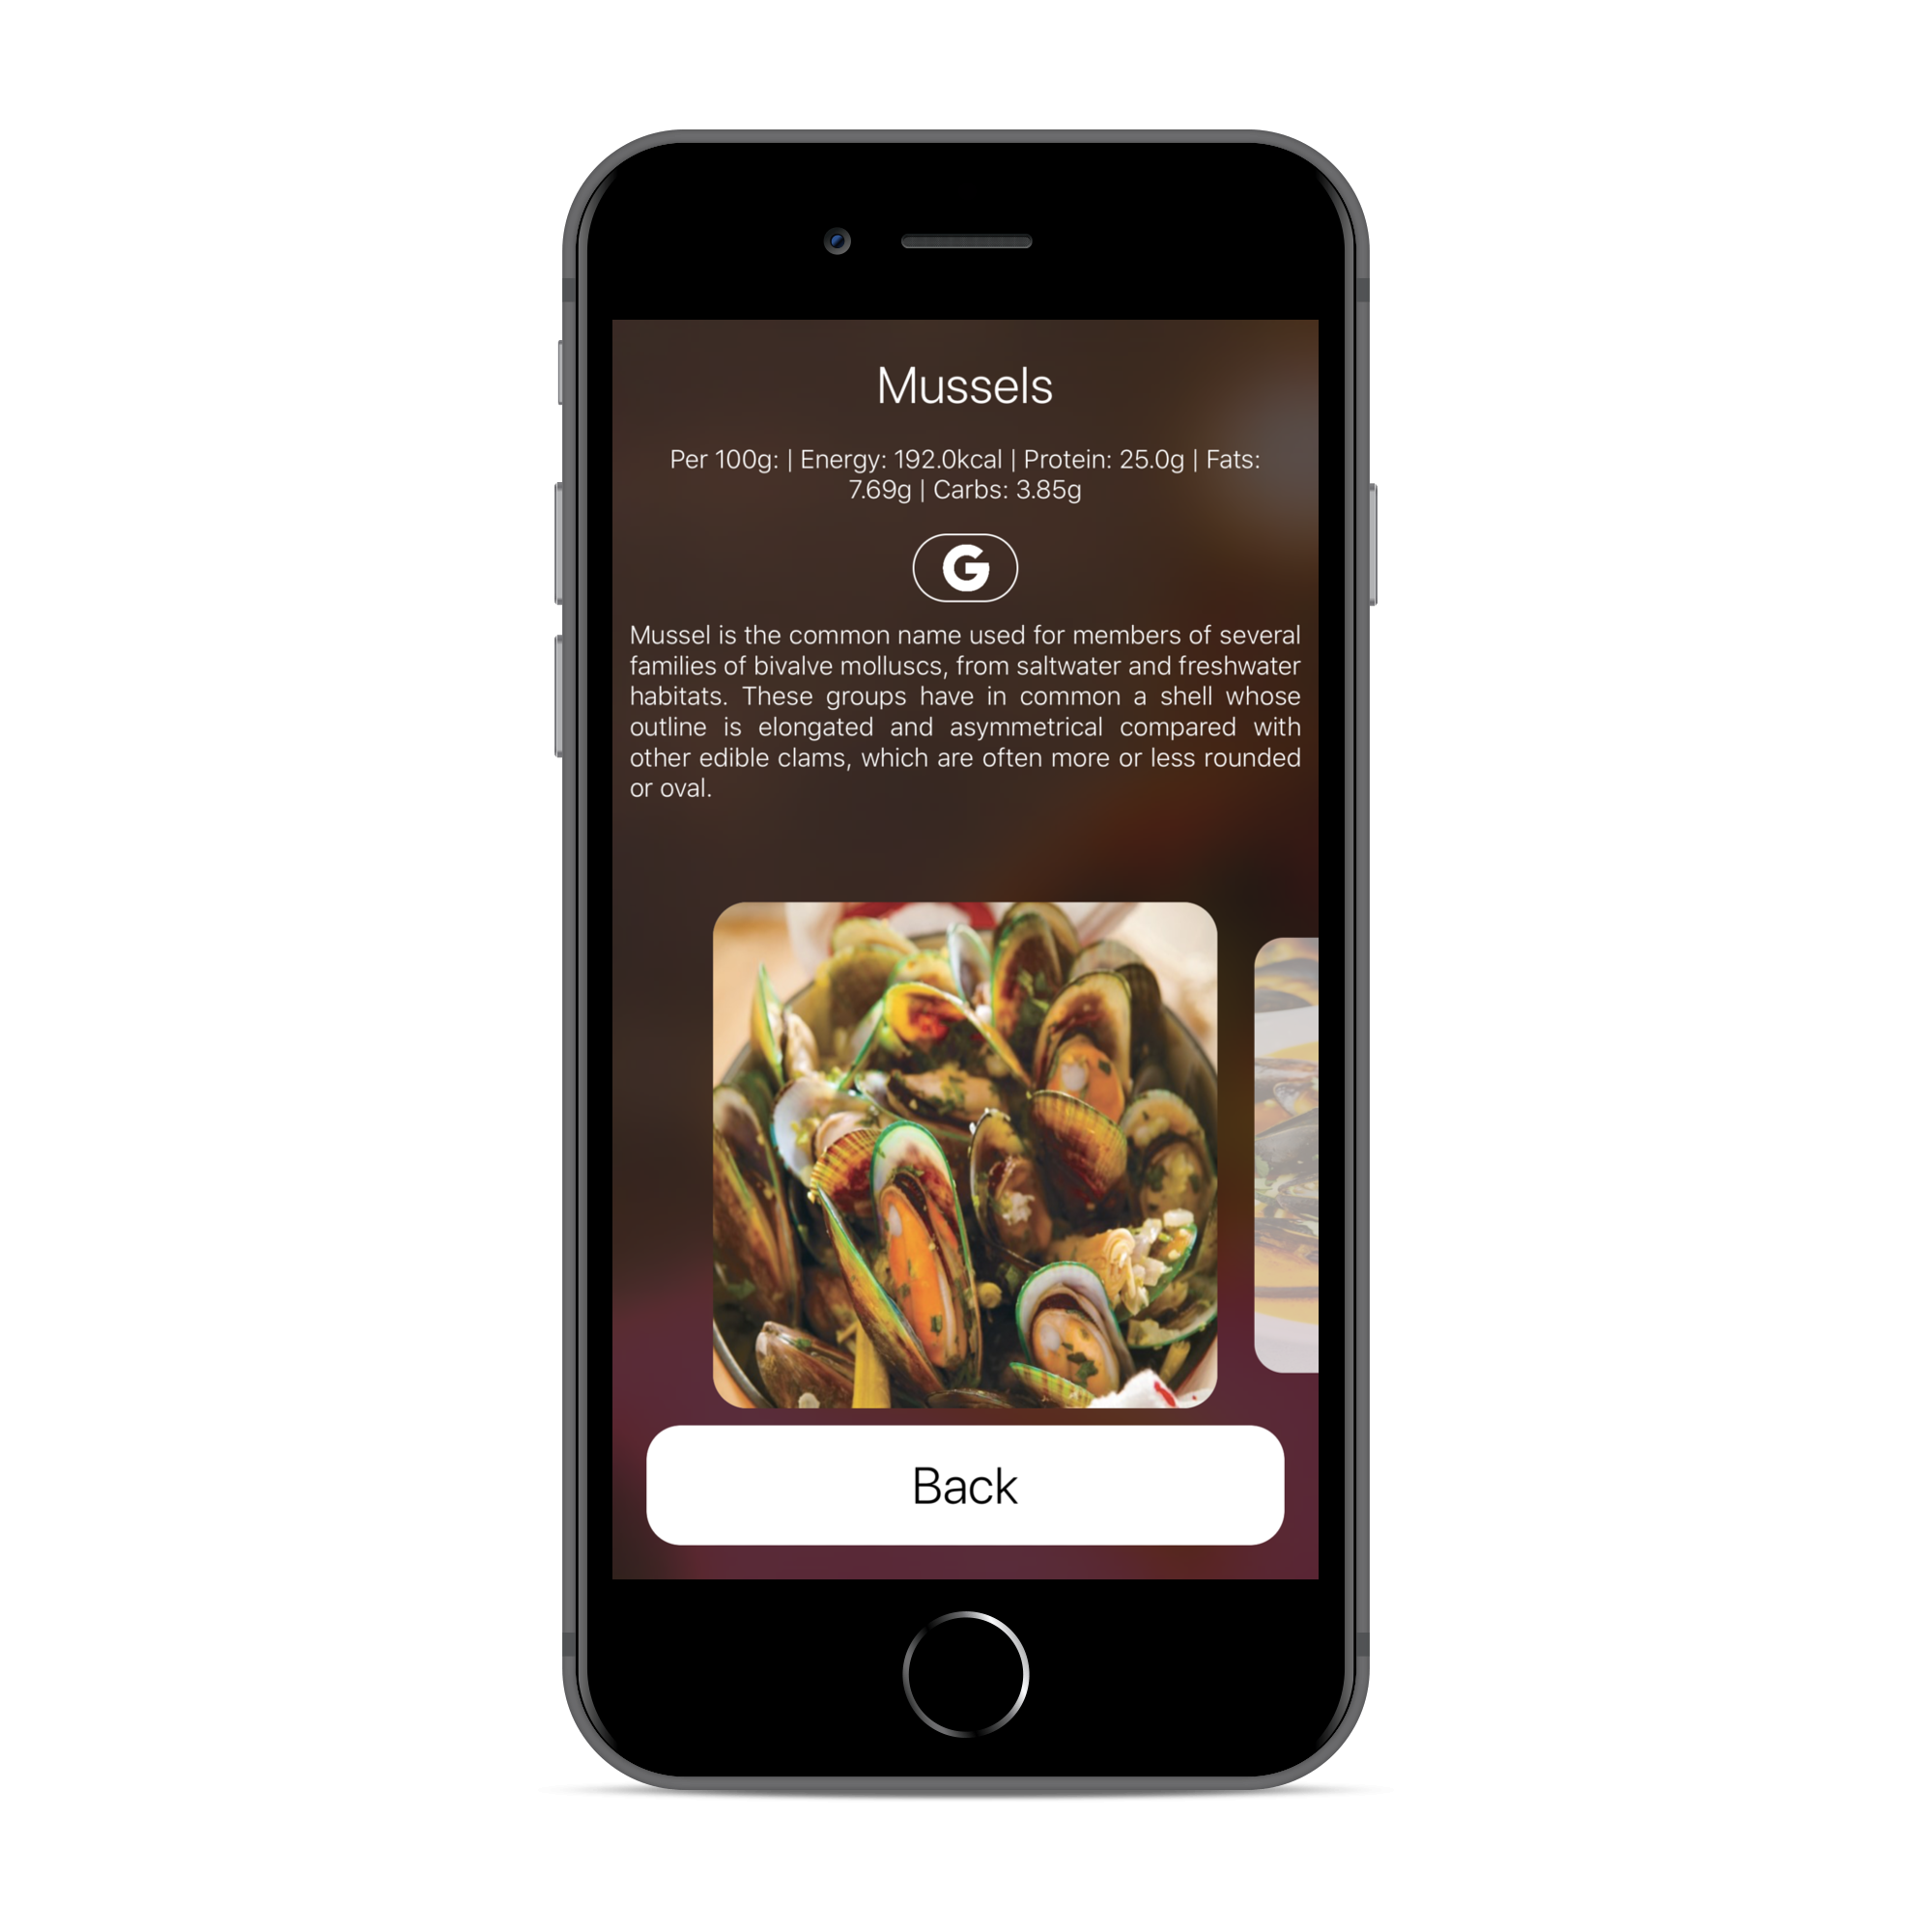 Mussels
Per 100g: | Energy: 192.0kcal | Protein: 25.0g | Fats:
7.69g | Carbs: 3.85g
G
Mussel is the common name used for members of several
families of bivalve molluscs, from saltwater and freshwater
habitats. These groups have in common a shell whose
outline is elongated and asymmetrical compared with
other edible clams, which are often more or less rounded
or oval.
Back